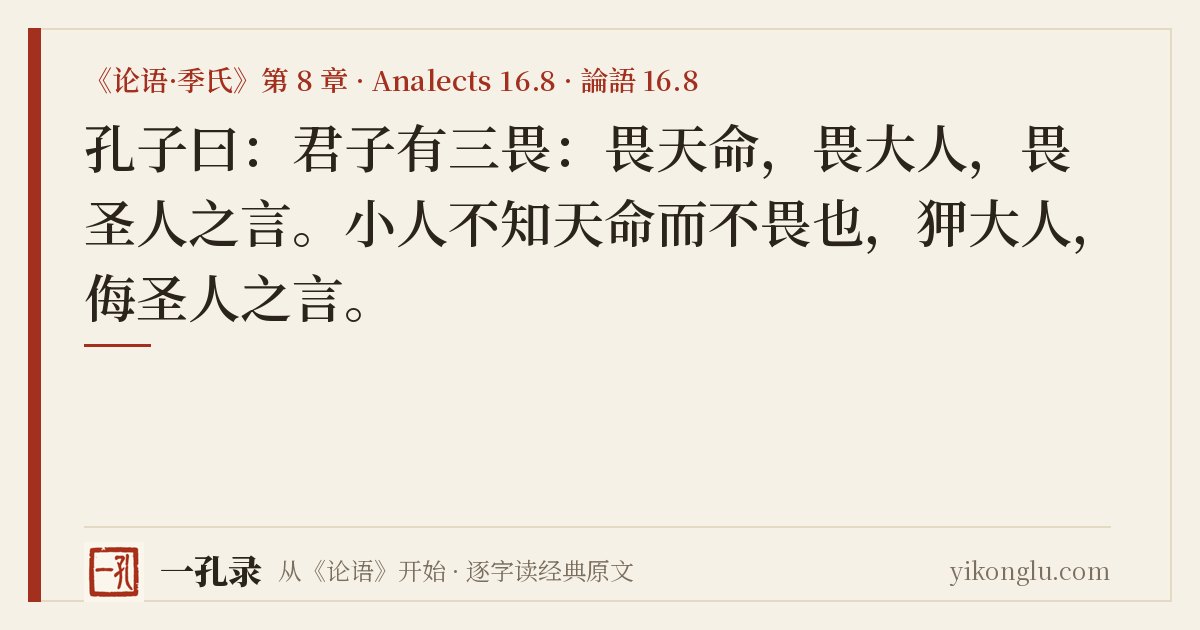 《论语·季氏》第 8 章 · Analects 16.8 · 論語 16.8
孔子曰：君子有三畏：畏天命，畏大人，畏
圣人之言。小人不知天命而不畏也，狎大人，
侮圣人之言。
一孔
一孔录 从《论语》开始 · 逐字读经典原文 yikonglu.com